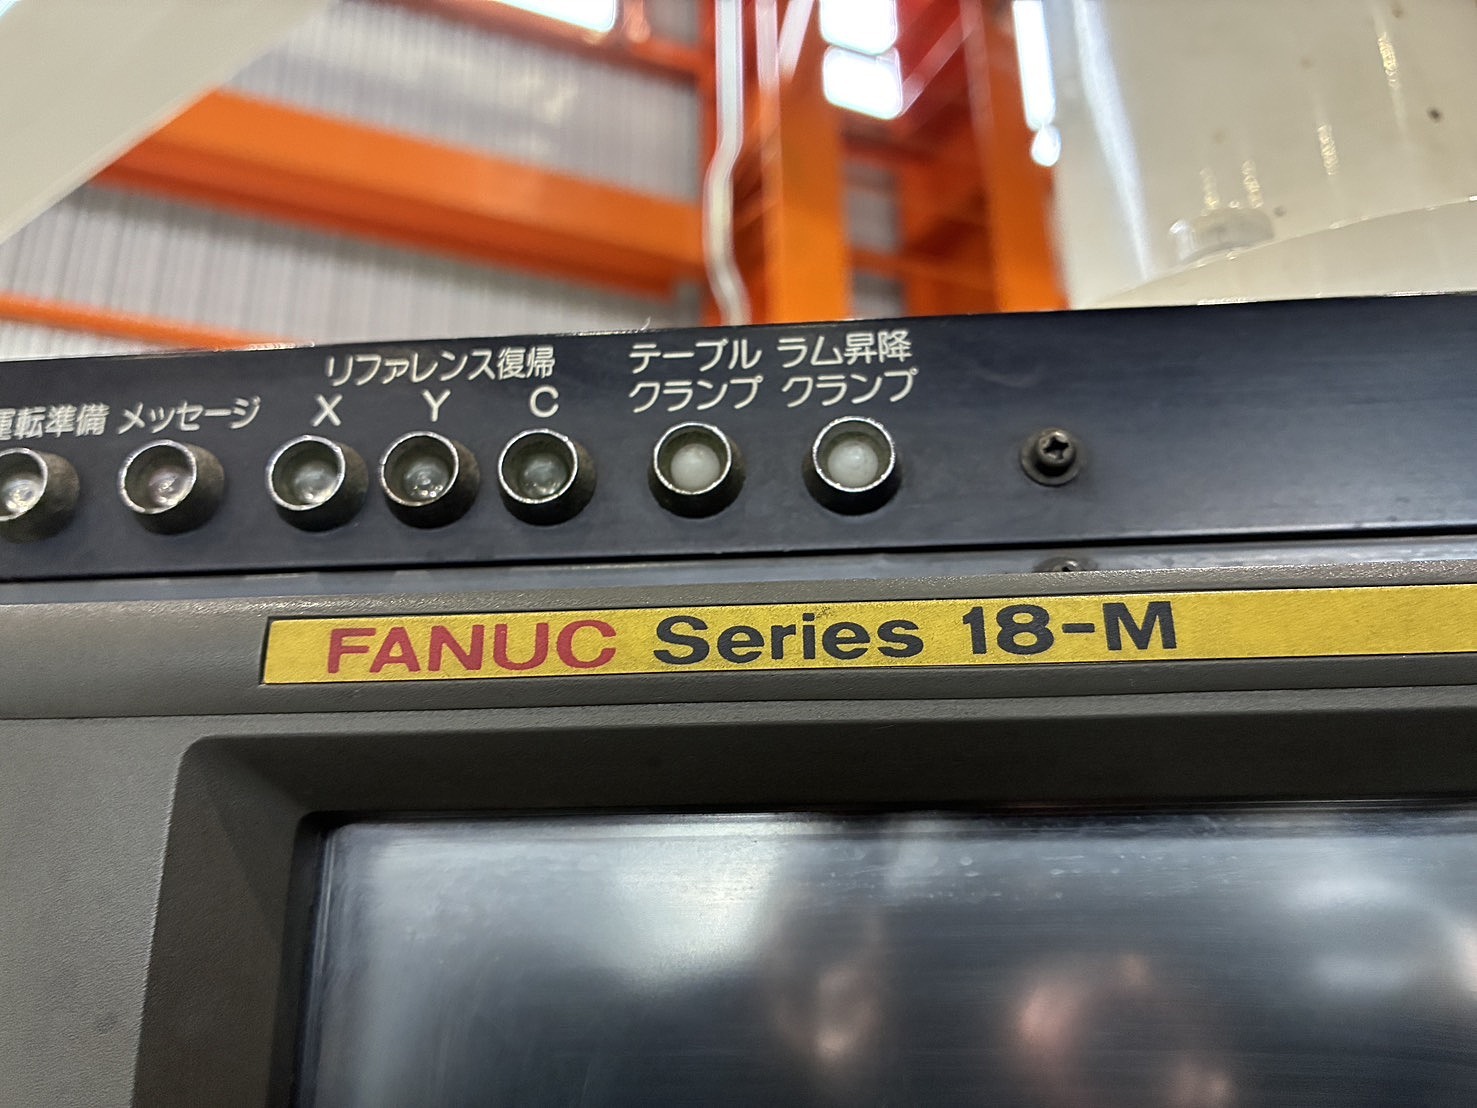 運転準備 メッセージ
リファレンス復帰
X Y C
テーブル
クランプ
ラム昇降
クランプ
FANUC Series 18-M